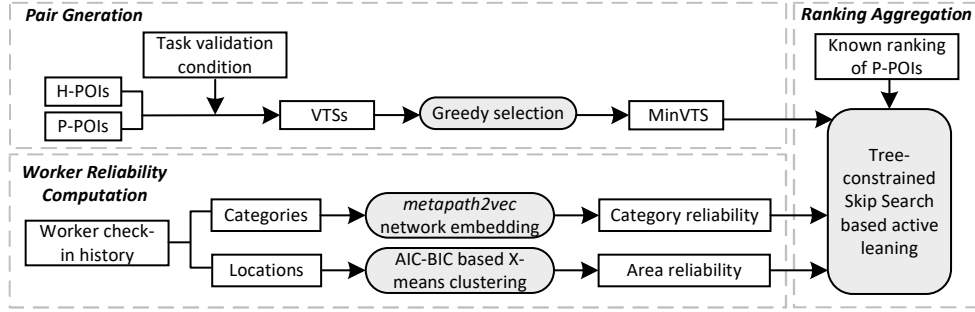 Pair Gneration
Task validation
condition
H-POIs
P-POIs
VTSs
Greedy selection
MinVTS
Worker Reliability
Computation
Worker check-
in history
Categories
metapath2vec
network embedding
Category reliability
Locations
AIC-BIC based X-
means clustering
Area reliability
Ranking Aggregation
Known ranking
of P-POIs
Tree-
constrained
Skip Search
based active
leaning